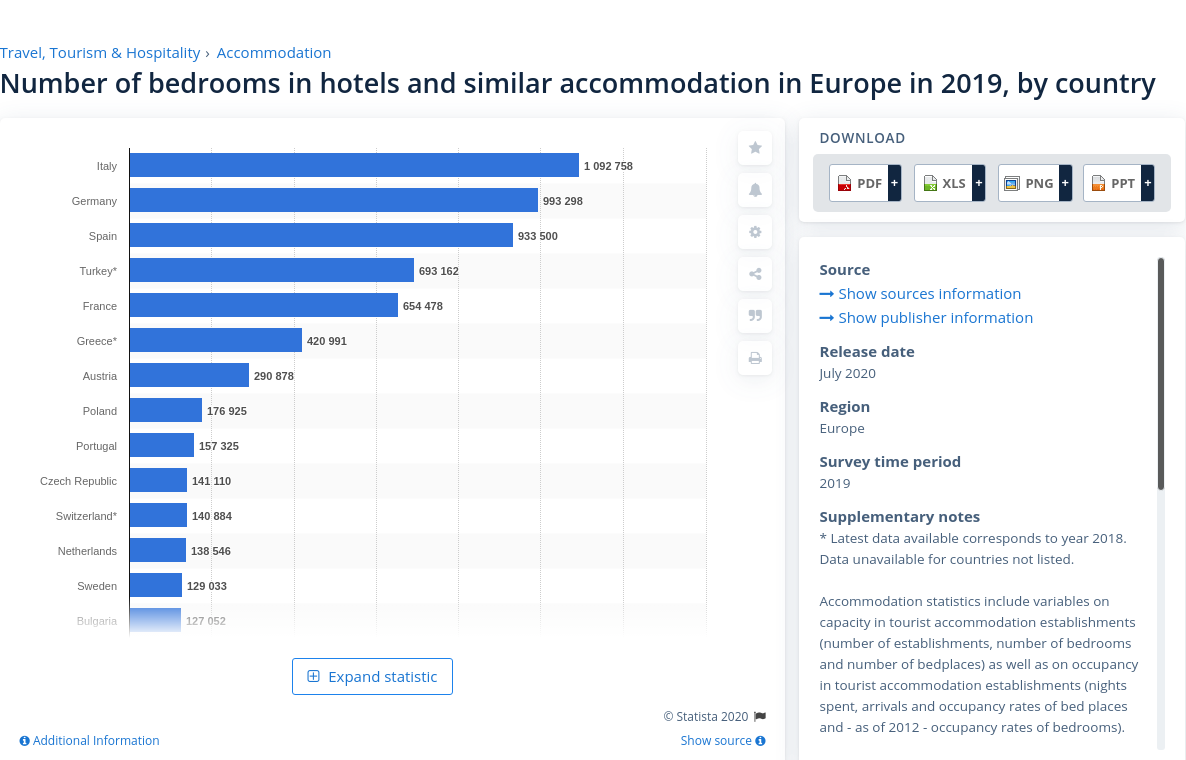 Travel, Tourism & Hospitality › Accommodation
Number of bedrooms in hotels and similar accommodation in Europe in 2019, by country
Italy 1 092 758
Germany 993 298
Spain 933 500
Turkey* 693 162
France 654 478
Greece* 420 991
Austria 290 878
Poland 176 925
Portugal 157 325
Czech Republic 141 110
Switzerland* 140 884
Netherlands 138 546
Sweden 129 033
Bulgaria 127 052
Expand statistic
© Statista 2020
Additional Information
Show source
DOWNLOAD
PDF + XLS + PNG + PPT +
Source
Show sources information
Show publisher information
Release date
July 2020
Region
Europe
Survey time period
2019
Supplementary notes
* Latest data available corresponds to year 2018.
Data unavailable for countries not listed.
Accommodation statistics include variables on
capacity in tourist accommodation establishments
(number of establishments, number of bedrooms
and number of bedplaces) as well as on occupancy
in tourist accommodation establishments (nights
spent, arrivals and occupancy rates of bed places
and - as of 2012 - occupancy rates of bedrooms).